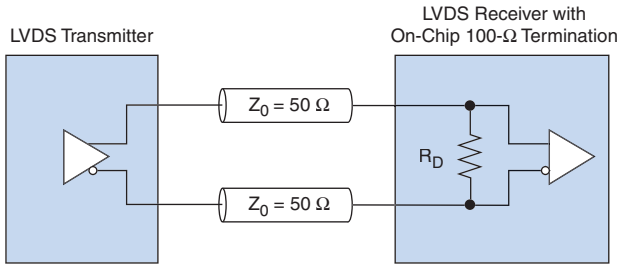 LVDS Transmitter
LVDS Receiver with
On-Chip 100-Ω Termination
Z0 = 50 Ω
RD
Z0 = 50 Ω